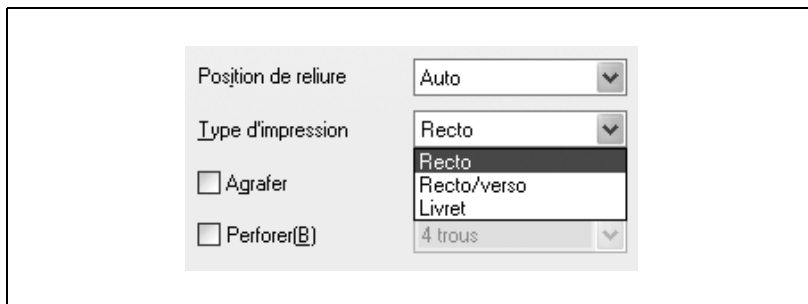 Position de reliure Auto
Type d'impression Recto
Recto
Agrafer Recto/verso
Livret
Perforer(B) 4 trous